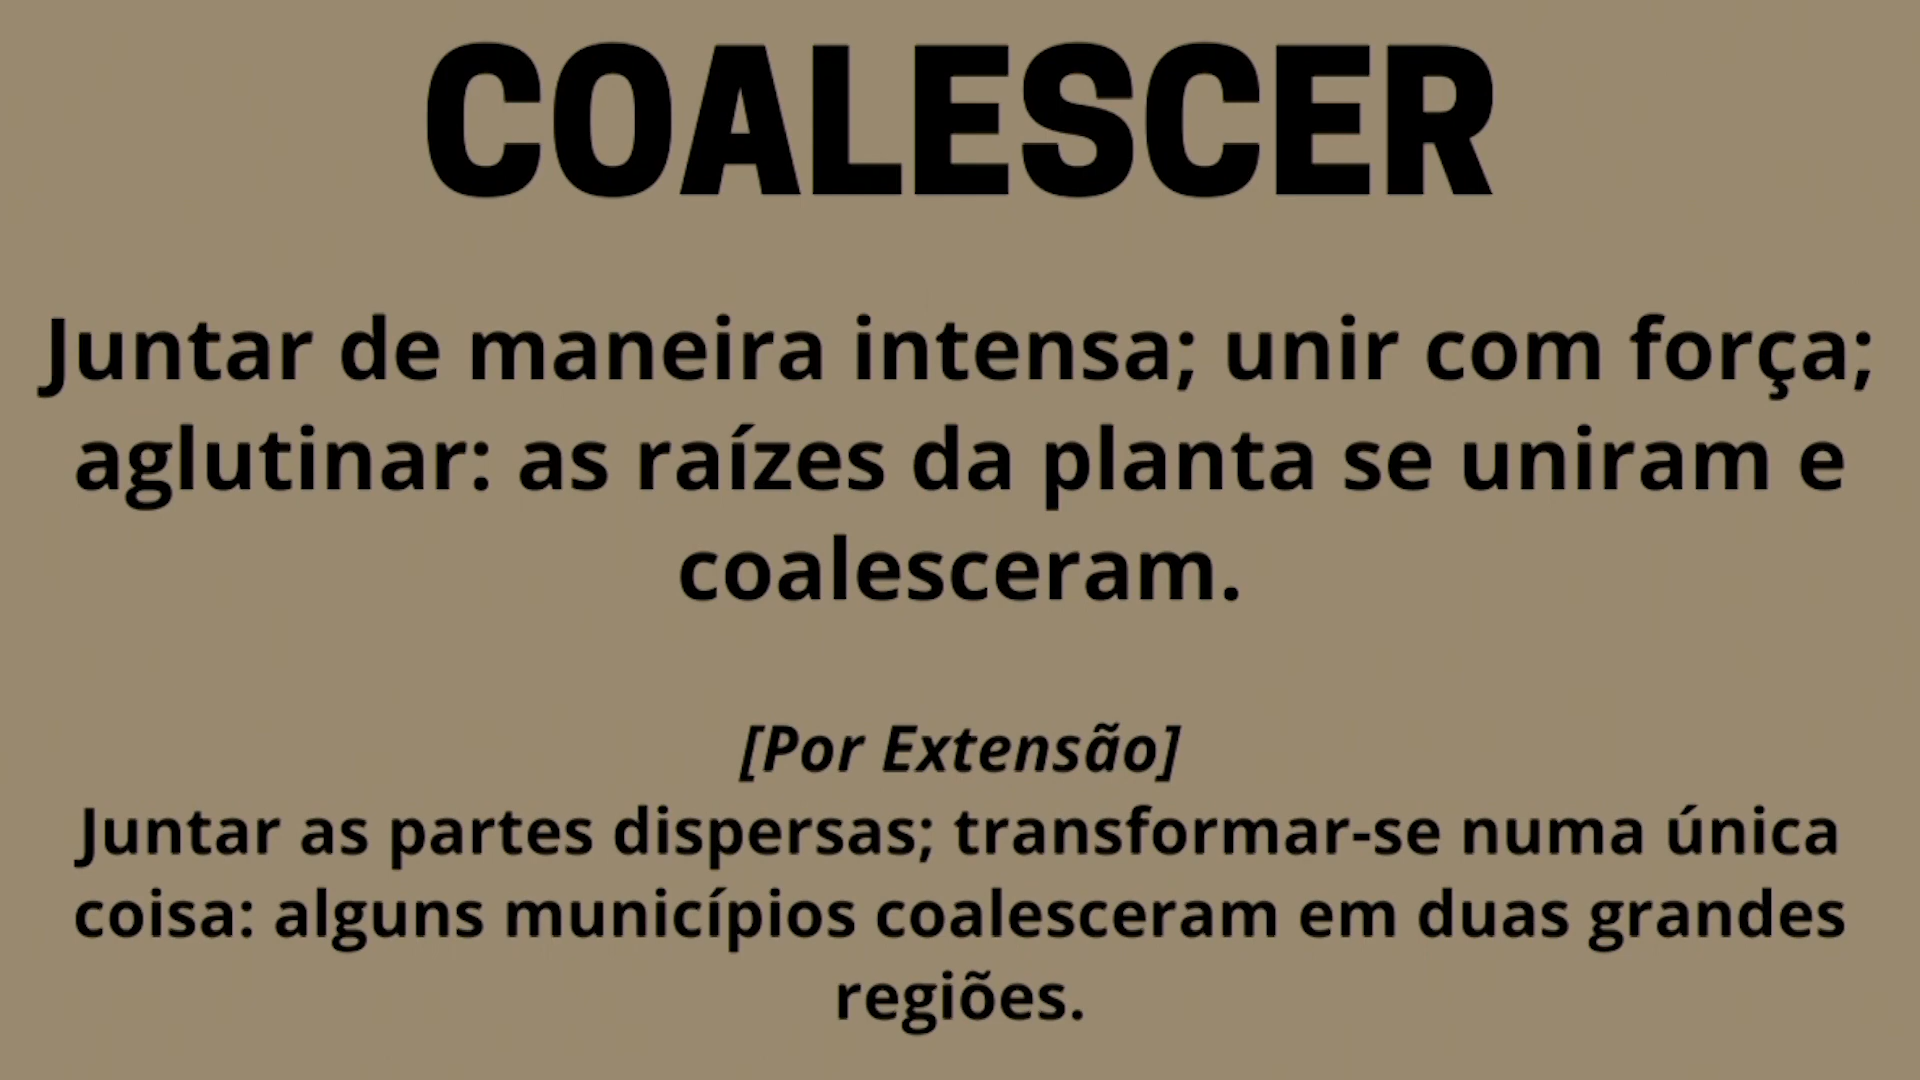 COALESCER
Juntar de maneira intensa; unir com força;
aglutinar: as raízes da planta se uniram e
coalesceram.
[Por Extensão]
Juntar as partes dispersas; transformar-se numa única
coisa: alguns municípios coalesceram em duas grandes
regiões.